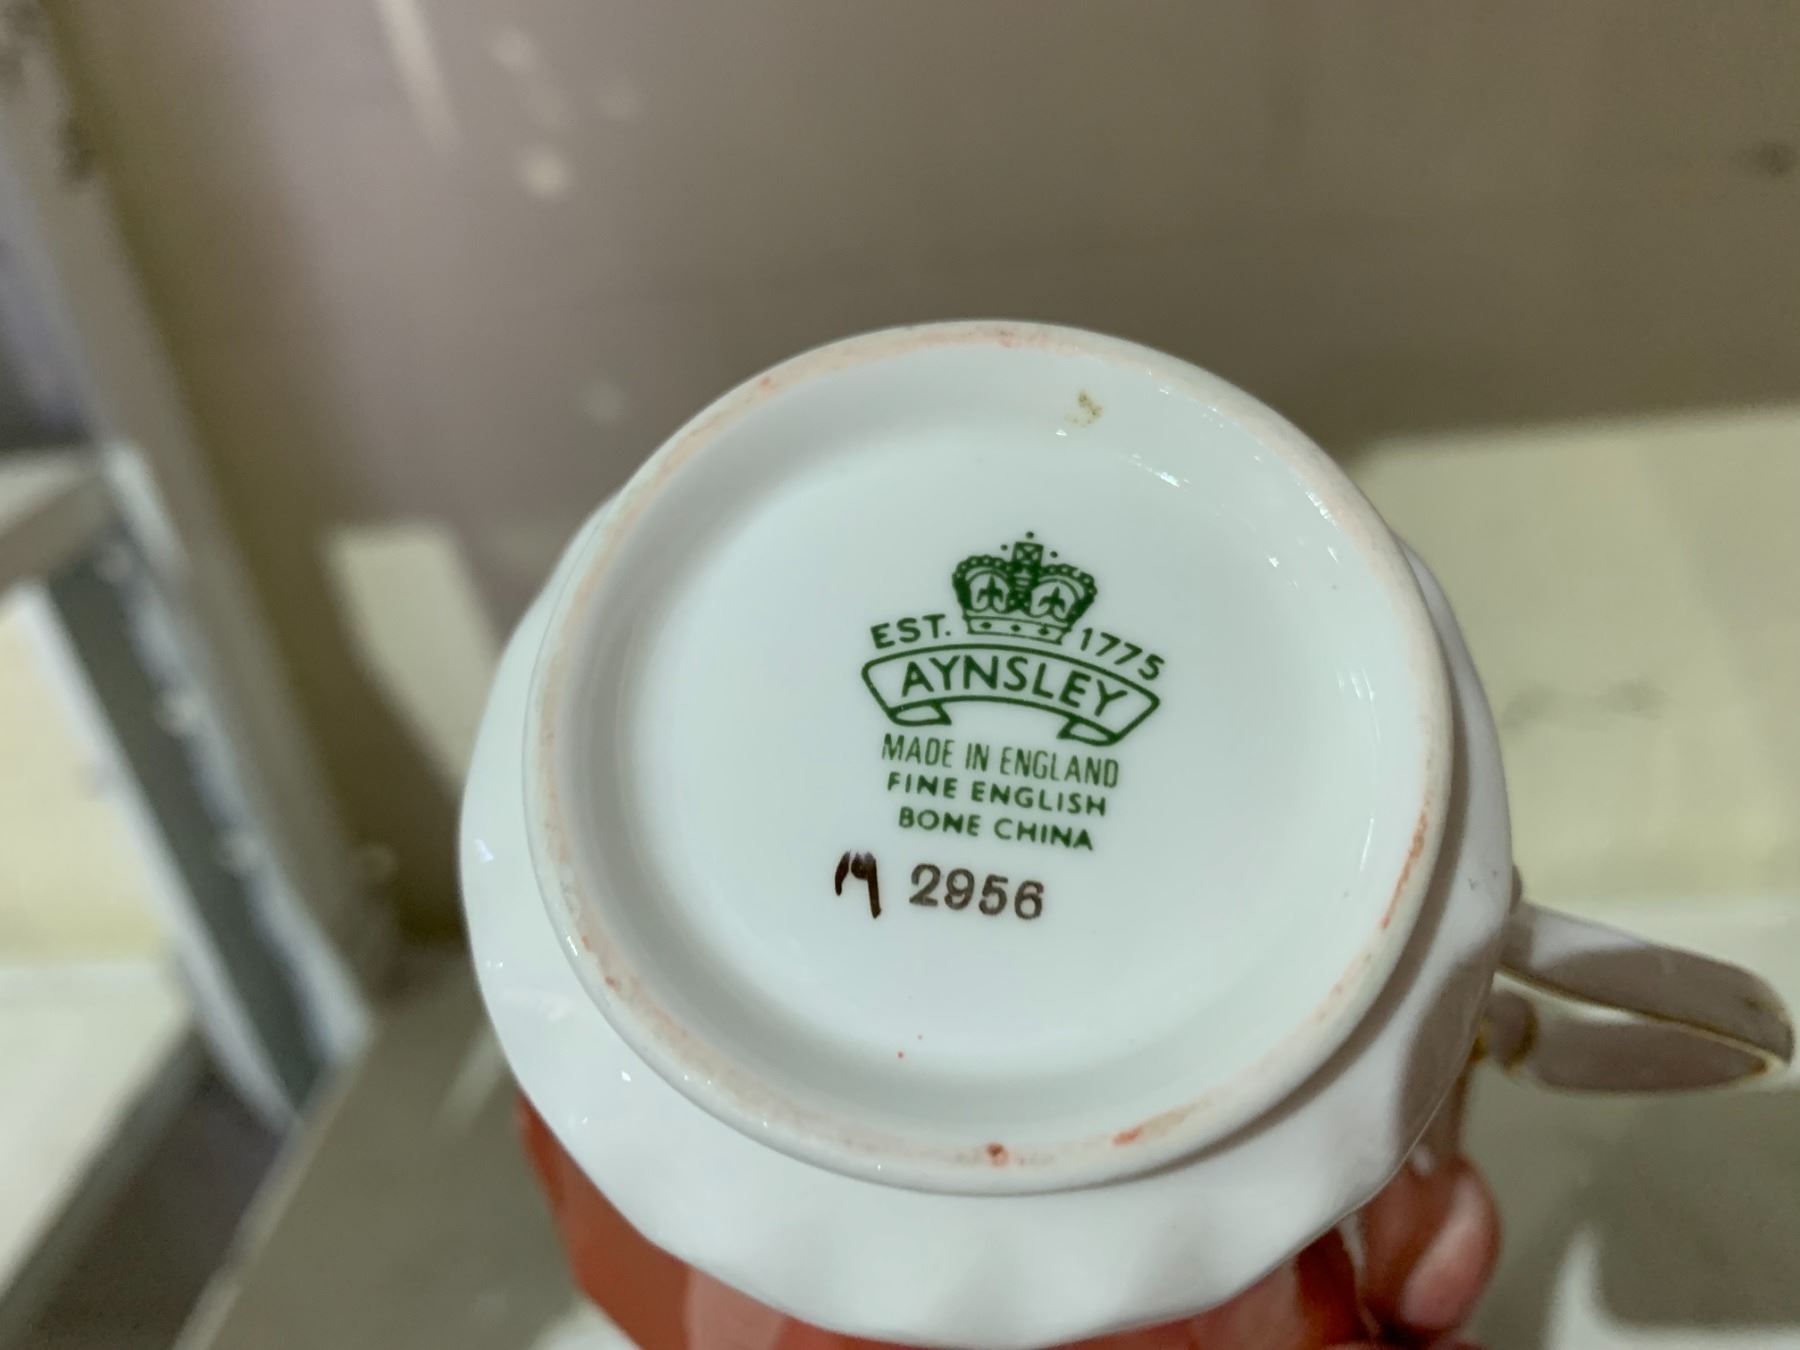 EST. 1775
AYNSLEY
MADE IN ENGLAND
FINE ENGLISH
BONE CHINA
2956